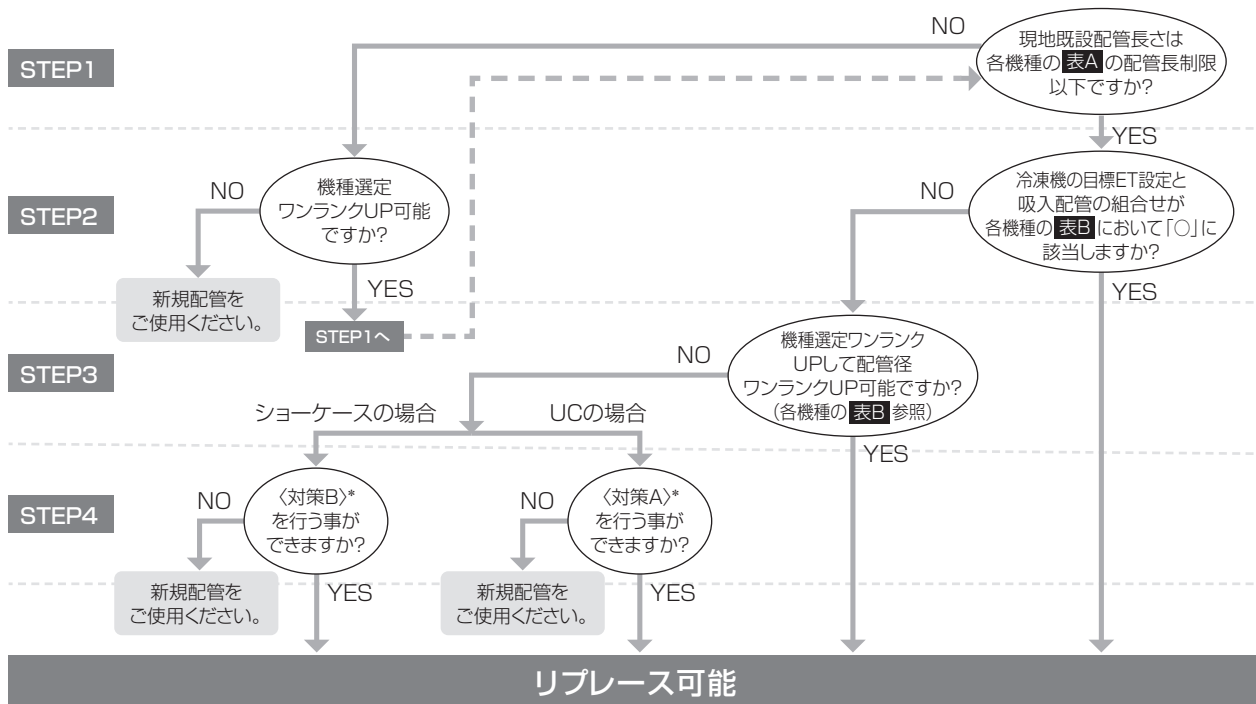 STEP1
NO
現地既設配管長さは
各機種の 表A の配管長制限
以下ですか?
YES
STEP2
NO
機種選定
ワンランクUP可能
ですか?
YES
新規配管を
ご使用ください。
STEP1へ
NO
冷凍機の目標ET設定と
吸入配管の組合せが
各機種の 表B において「○」に
該当しますか?
YES
STEP3
NO
機種選定ワンランク
UPして配管径
ワンランクUP可能ですか?
(各機種の 表B 参照)
YES
ショーケースの場合
UCの場合
STEP4
NO
〈対策B〉*
を行う事が
できますか?
YES
新規配管を
ご使用ください。
NO
〈対策A〉*
を行う事が
できますか?
YES
新規配管を
ご使用ください。
リプレース可能